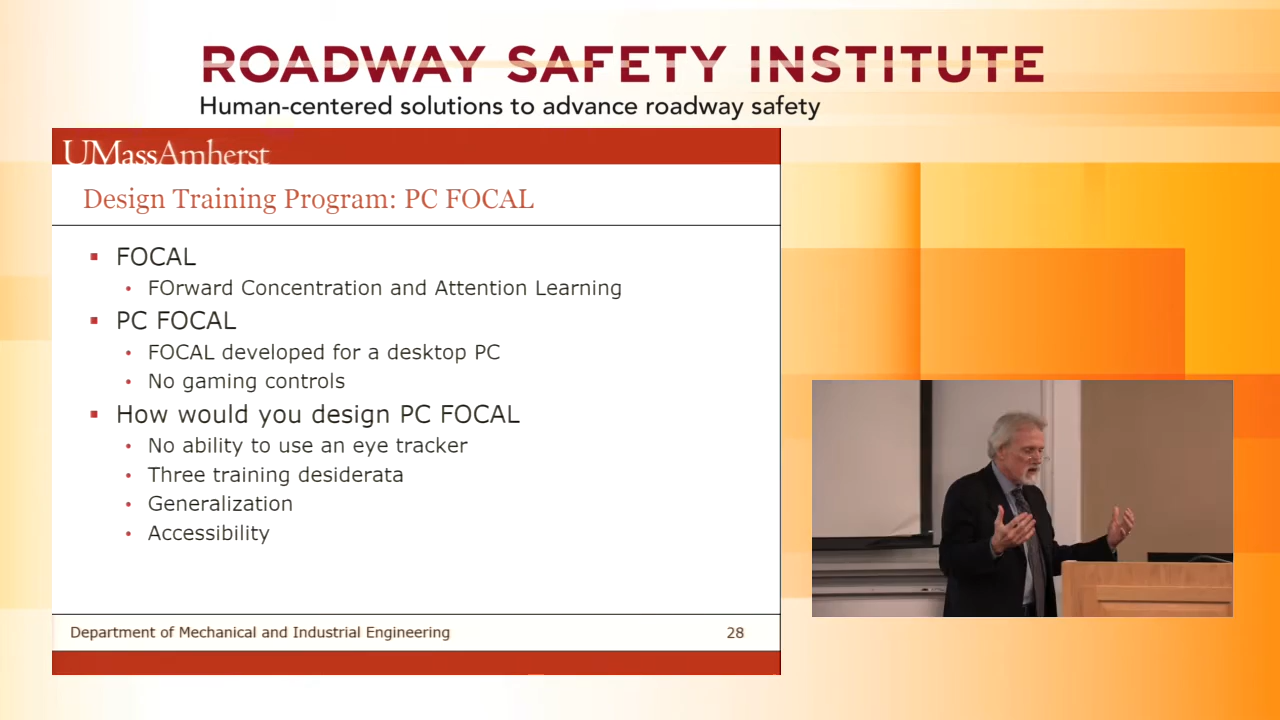 ROADWAY SAFETY INSTITUTE
Human-centered solutions to advance roadway safety
UMassAmherst
Design Training Program: PC FOCAL
▪ FOCAL
• FOrward Concentration and Attention Learning
▪ PC FOCAL
• FOCAL developed for a desktop PC
• No gaming controls
▪ How would you design PC FOCAL
• No ability to use an eye tracker
• Three training desiderata
• Generalization
• Accessibility
Department of Mechanical and Industrial Engineering 28